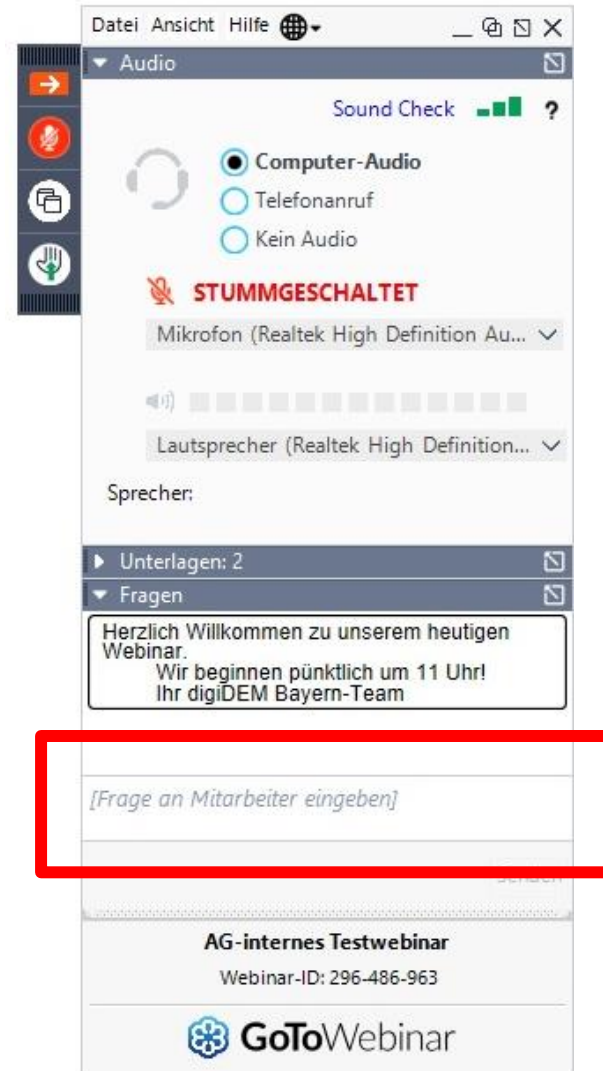 Datei Ansicht Hilfe
Audio
Sound Check ?
Computer-Audio
Telefonanruf
Kein Audio
STUMMGESCHALTET
Mikrofon (Realtek High Definition Au...
Lautsprecher (Realtek High Definition...
Sprecher:
Unterlagen: 2
Fragen
Herzlich Willkommen zu unserem heutigen
Webinar.
Wir beginnen pünktlich um 11 Uhr!
Ihr digiDEM Bayern-Team
[Frage an Mitarbeiter eingeben]
AG-internes Testwebinar
Webinar-ID: 296-486-963
GoToWebinar